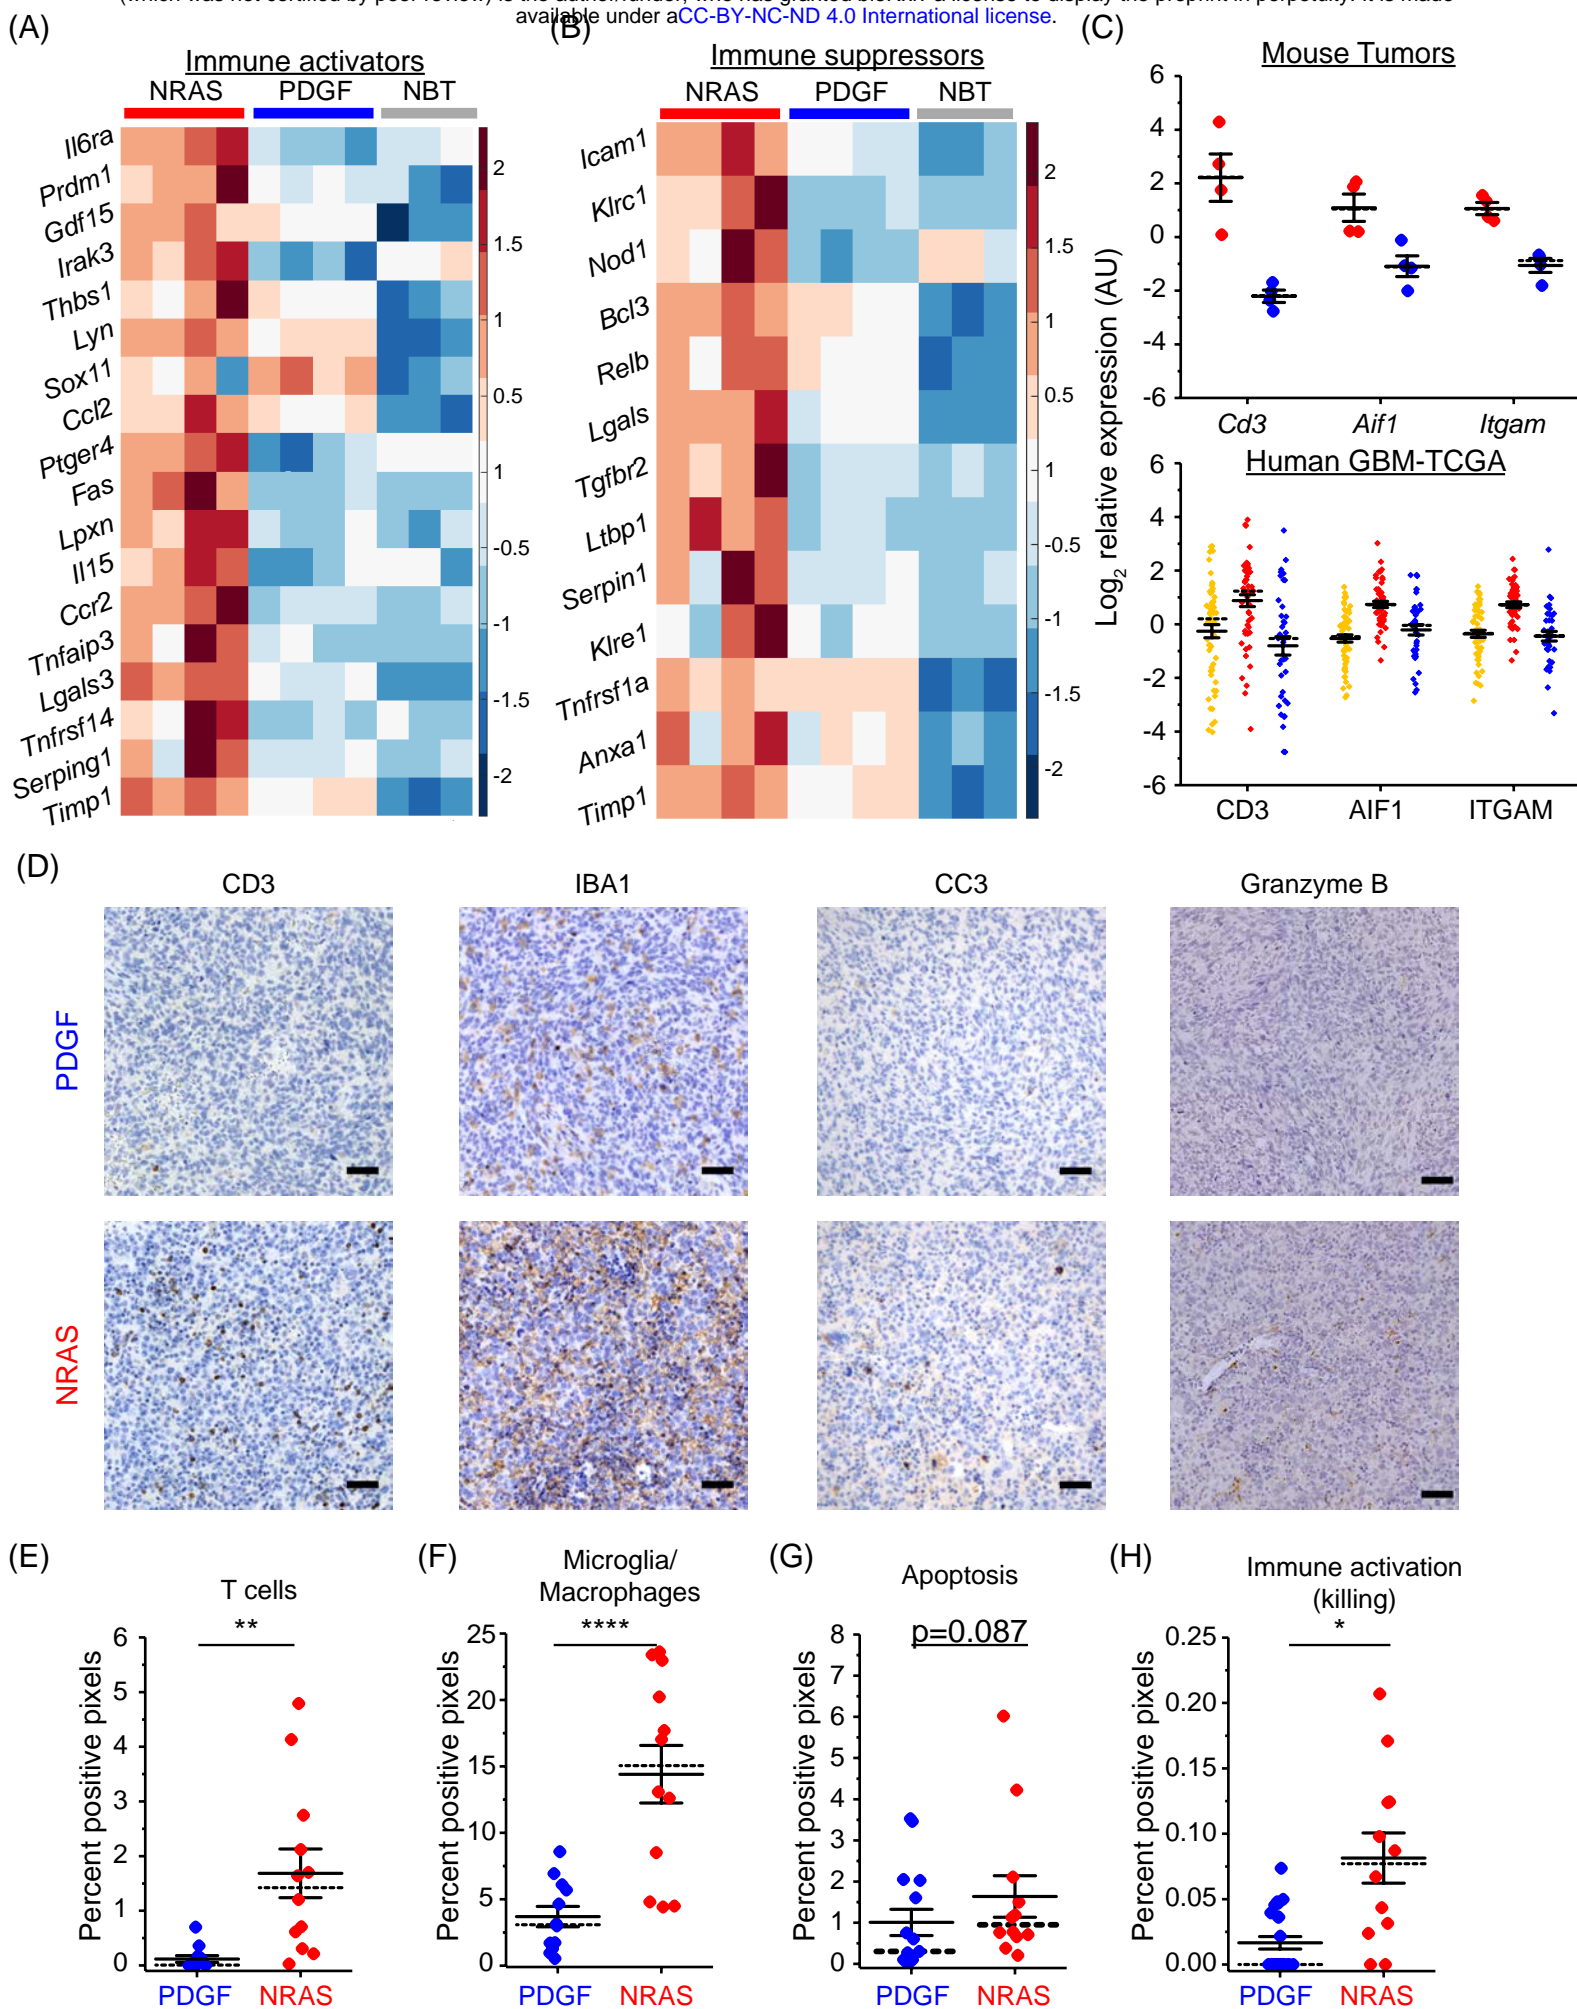 available under aCC-BY-NC-ND 4.0 International license.
(A)
Immune activators
NRAS PDGF NBT
Il6ra
Prdm1
Gdf15
Irak3
Thbs1
Lyn
Sox11
Ccl2
Ptger4
Fas
Lpxn
Il15
Ccr2
Tnfaip3
Lgals3
Tnfrsf14
Serping1
Timp1
2
1.5
1
0.5
1
-0.5
-1
-1.5
-2
(B)
Immune suppressors
NRAS PDGF NBT
Icam1
Klrc1
Nod1
Bcl3
Relb
Lgals
Tgfbr2
Ltbp1
Serpin1
Klre1
Tnfrsf1a
Anxa1
Timp1
2
1.5
1
0.5
1
-0.5
-1
-1.5
-2
(C)
Mouse Tumors
Log2 relative expression (AU)
6
4
2
0
-2
-4
-6
Cd3 Aif1 Itgam
Human GBM-TCGA
6
4
2
0
-2
-4
-6
CD3 AIF1 ITGAM
(D)
CD3 IBA1 CC3 Granzyme B
PDGF
NRAS
(E)
T cells
**
Percent positive pixels
6
5
4
3
2
1
0
PDGF NRAS
(F)
Microglia/
Macrophages
****
Percent positive pixels
25
20
15
10
5
0
PDGF NRAS
(G)
Apoptosis
p=0.087
Percent positive pixels
8
7
6
5
4
3
2
1
0
PDGF NRAS
(H)
Immune activation
(killing)
*
Percent positive pixels
0.25
0.20
0.15
0.10
0.05
0.00
PDGF NRAS